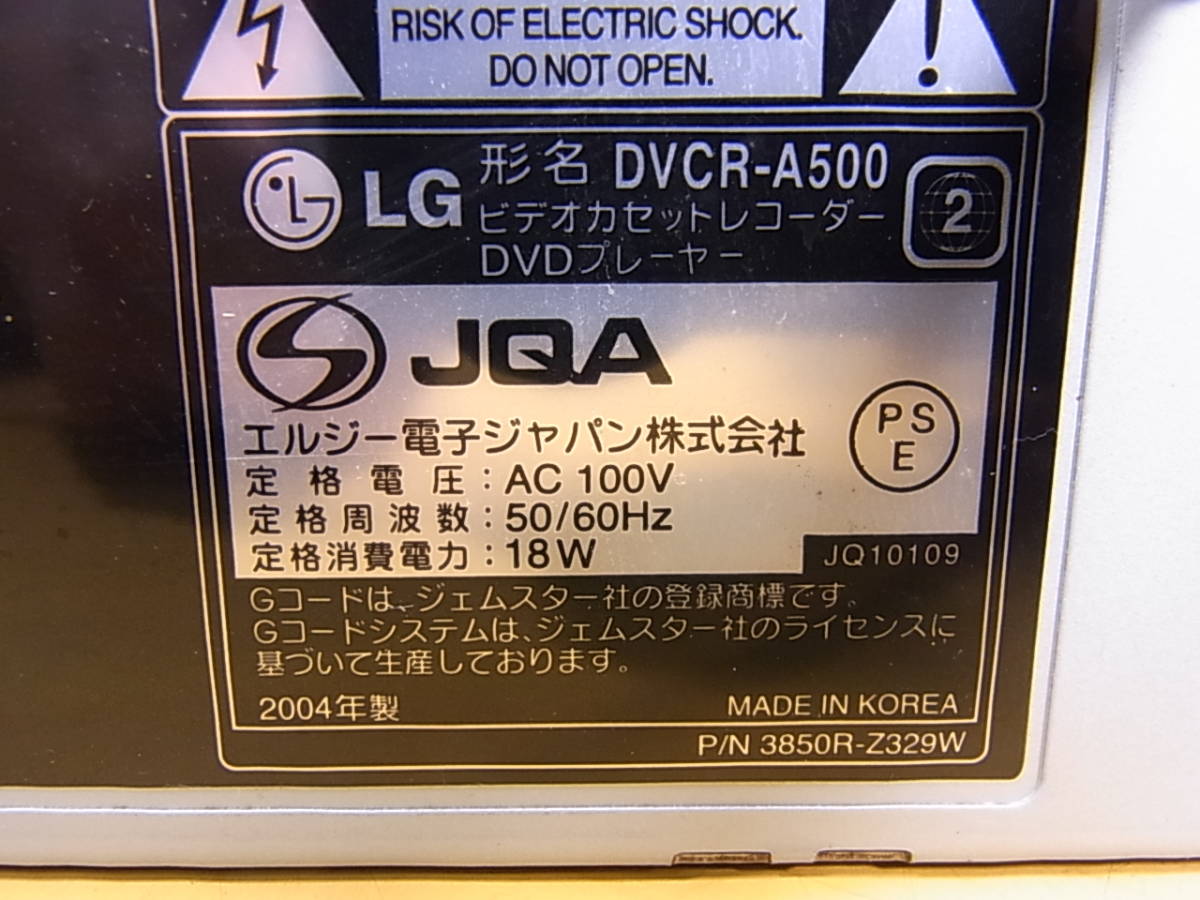 RISK OF ELECTRIC SHOCK.
DO NOT OPEN.
LG
形名 DVCR-A500
ビデオカセットレコーダー
DVDプレーヤー
2
JQA
エルジー電子ジャパン株式会社
PS
E
定格電圧:AC 100V
定格周波数:50/60Hz
定格消費電力:18W
JQ10109
Gコードは、ジェムスター社の登録商標です。
Gコードシステムは、ジェムスター社のライセンスに
基づいて生産しております。
2004年製
MADE IN KOREA
P/N 3850R-Z329W